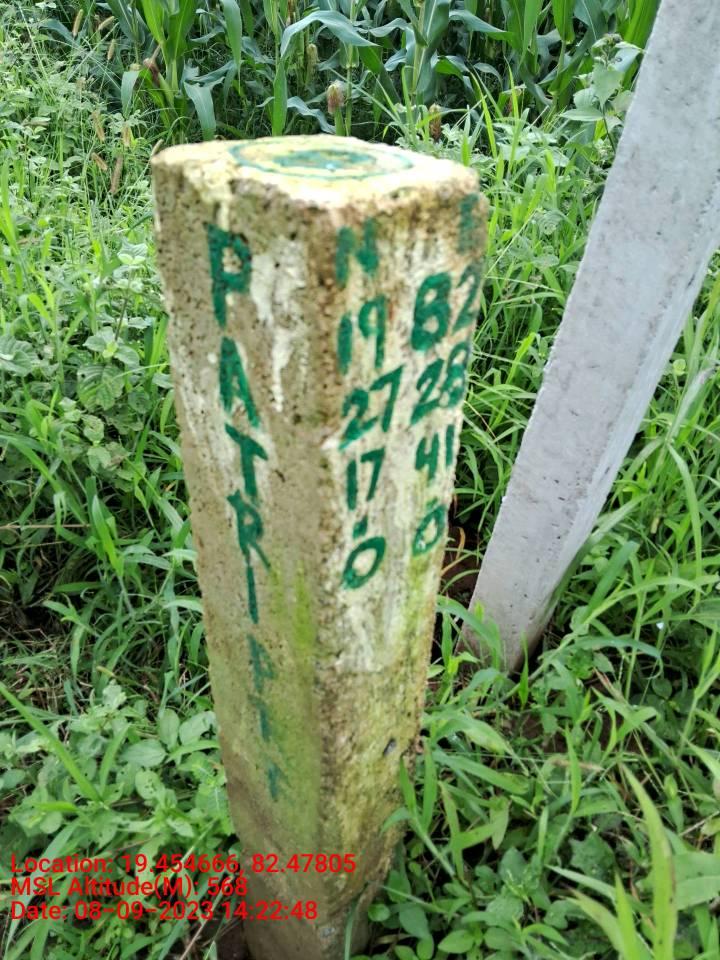 PATRIPUT
N E
19 82
27 28
17 41
.0 .0
Location: 19.454666, 82.47805
MSL Altitude(M): 568
Date: 08-09-2023 14:22:48